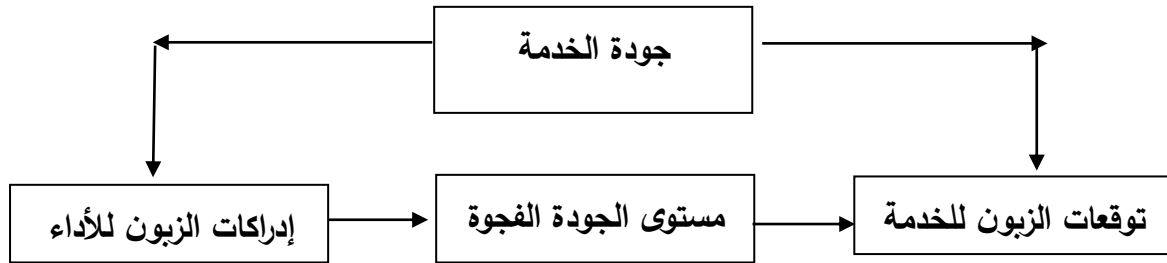 جودة الخدمة
توقعات الزبون للخدمة
مستوى الجودة الفجوة
إدراكات الزبون للأداء